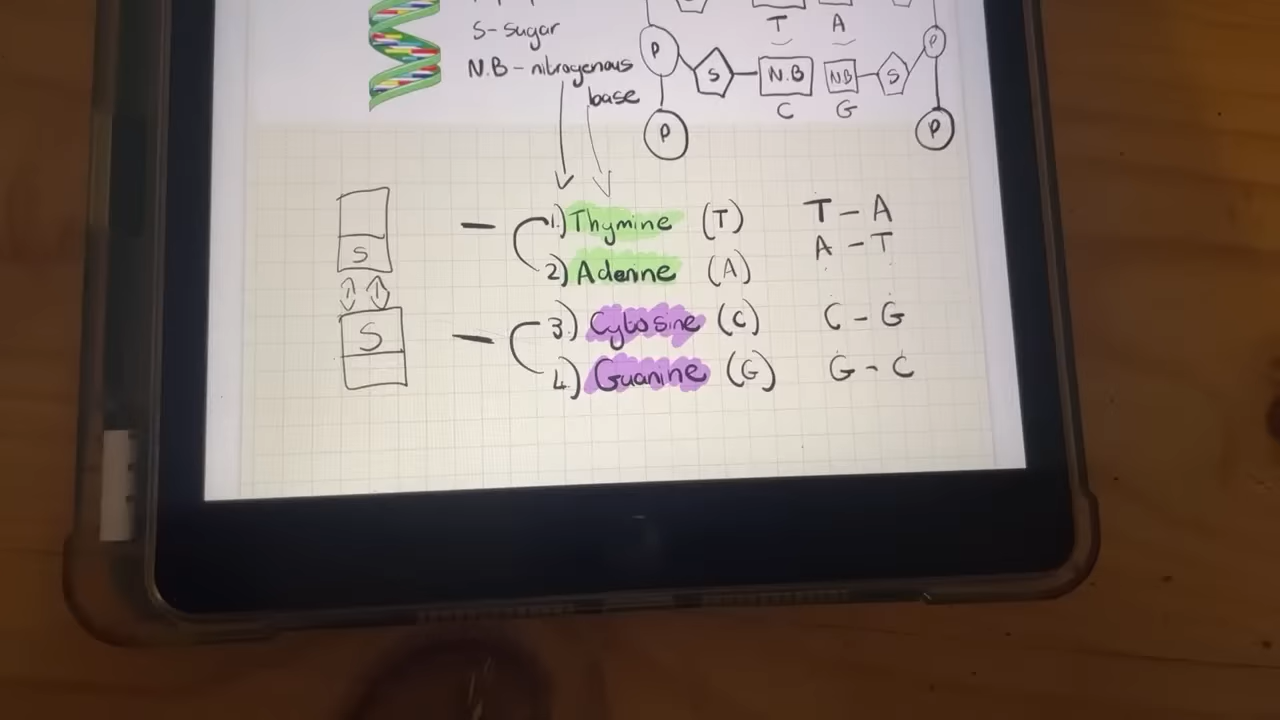 S-sugar
N.B - nitrogenous
base
T A
P S N.B NB S P
C G
P P
1.) Thymine (T) T - A
A - T
2) Adenine (A)
S
3.) Cytosine (C) C - G
S
4.) Guanine (G) G - C